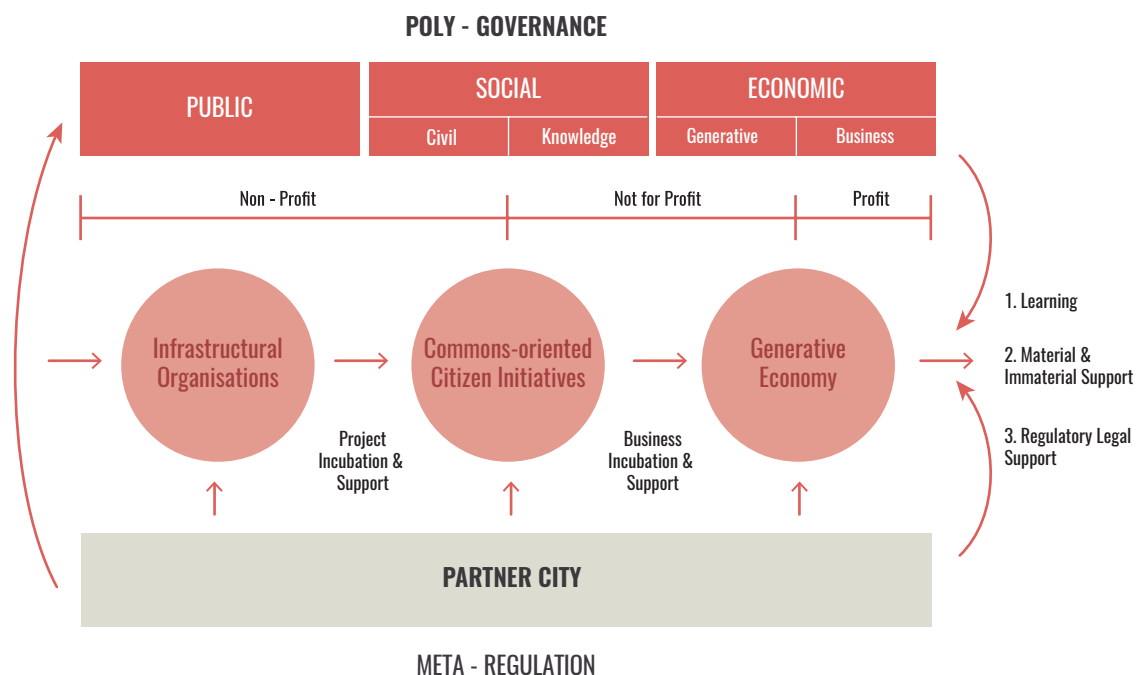 POLY - GOVERNANCE
PUBLIC
SOCIAL
ECONOMIC
Civil
Knowledge
Generative
Business
Non - Profit
Not for Profit
Profit
Infrastructural
Organisations
Commons-oriented
Citizen Initiatives
Generative
Economy
1. Learning
2. Material &
Immaterial Support
3. Regulatory Legal
Support
Project
Incubation &
Support
Business
Incubation &
Support
PARTNER CITY
META - REGULATION